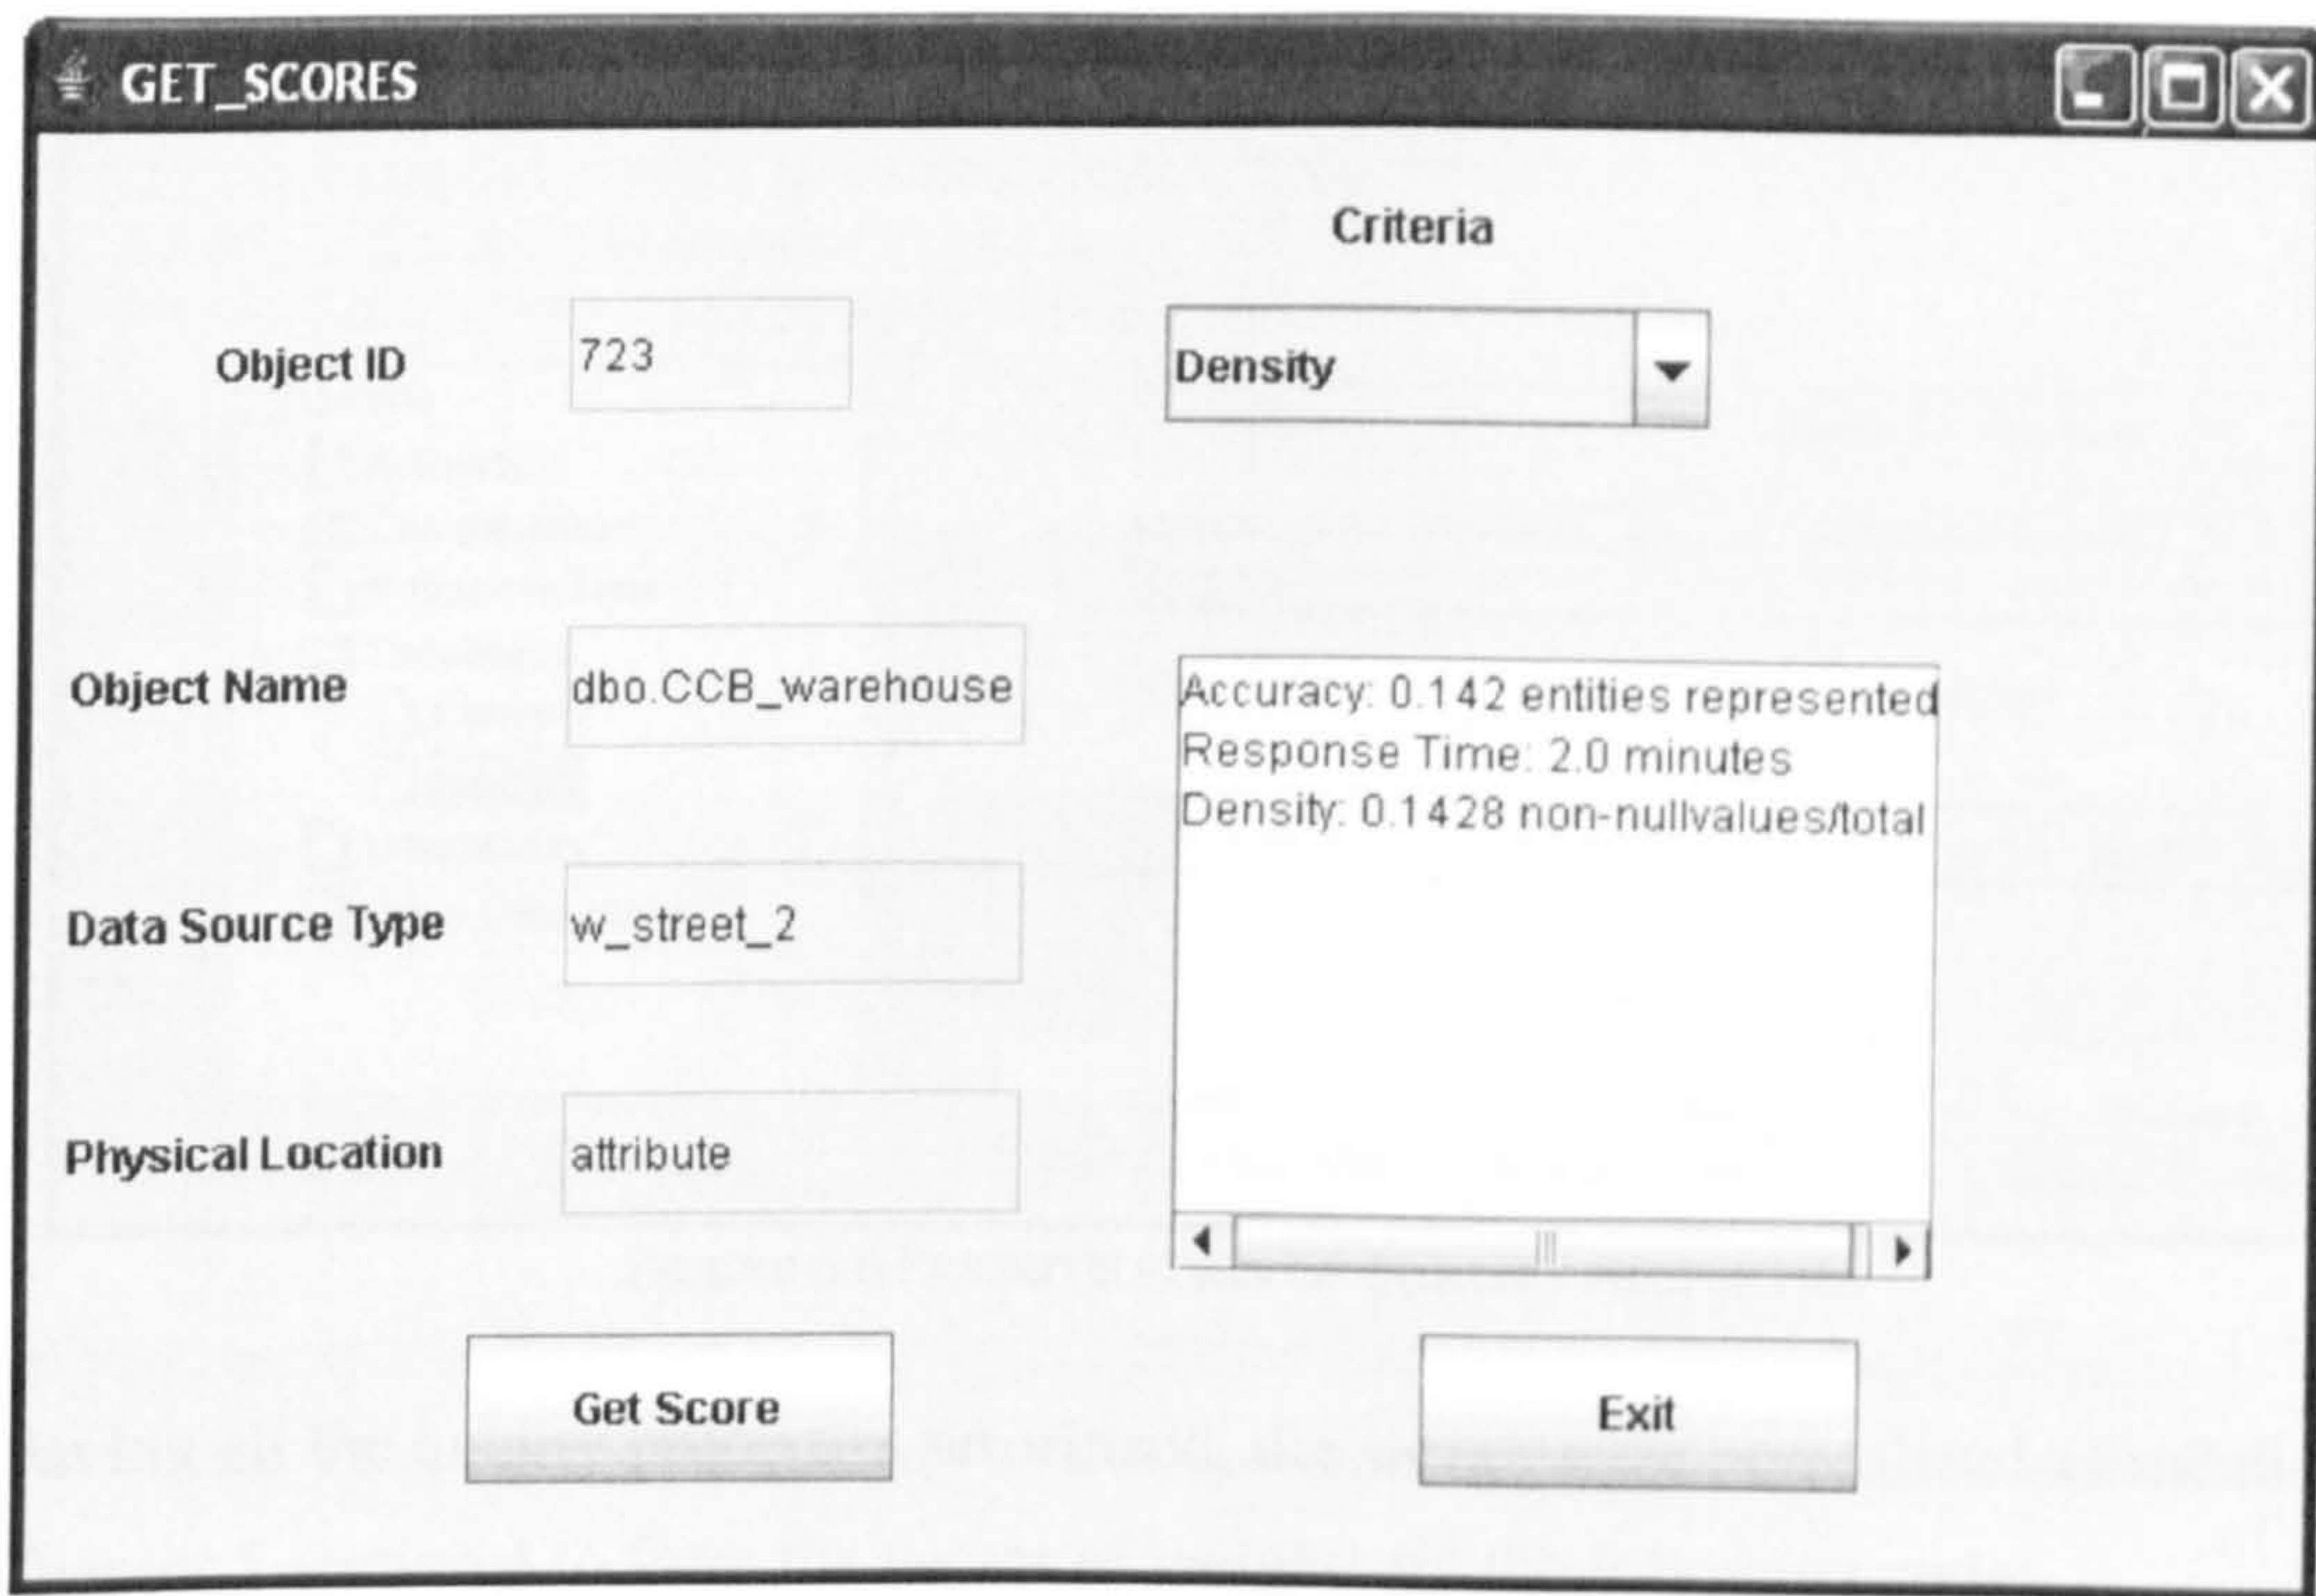 GET_SCORES
Criteria
Object ID
723
Density
Object Name
dbo.CCB_warehouse
Accuracy: 0.142 entities represented
Response Time: 2.0 minutes
Density: 0.1428 non-nullvalues/total
Data Source Type
w_street_2
Physical Location
attribute
Get Score
Exit